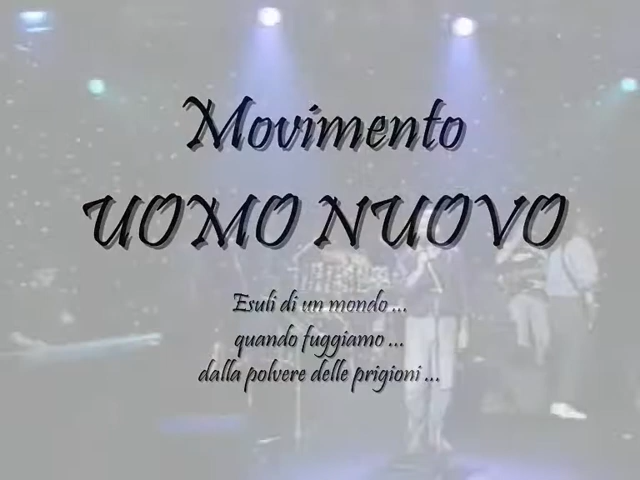 Movimento
UOMO NUOVO
Esuli di un mondo ...
quando fuggiamo ...
dalla polvere delle prigioni ...